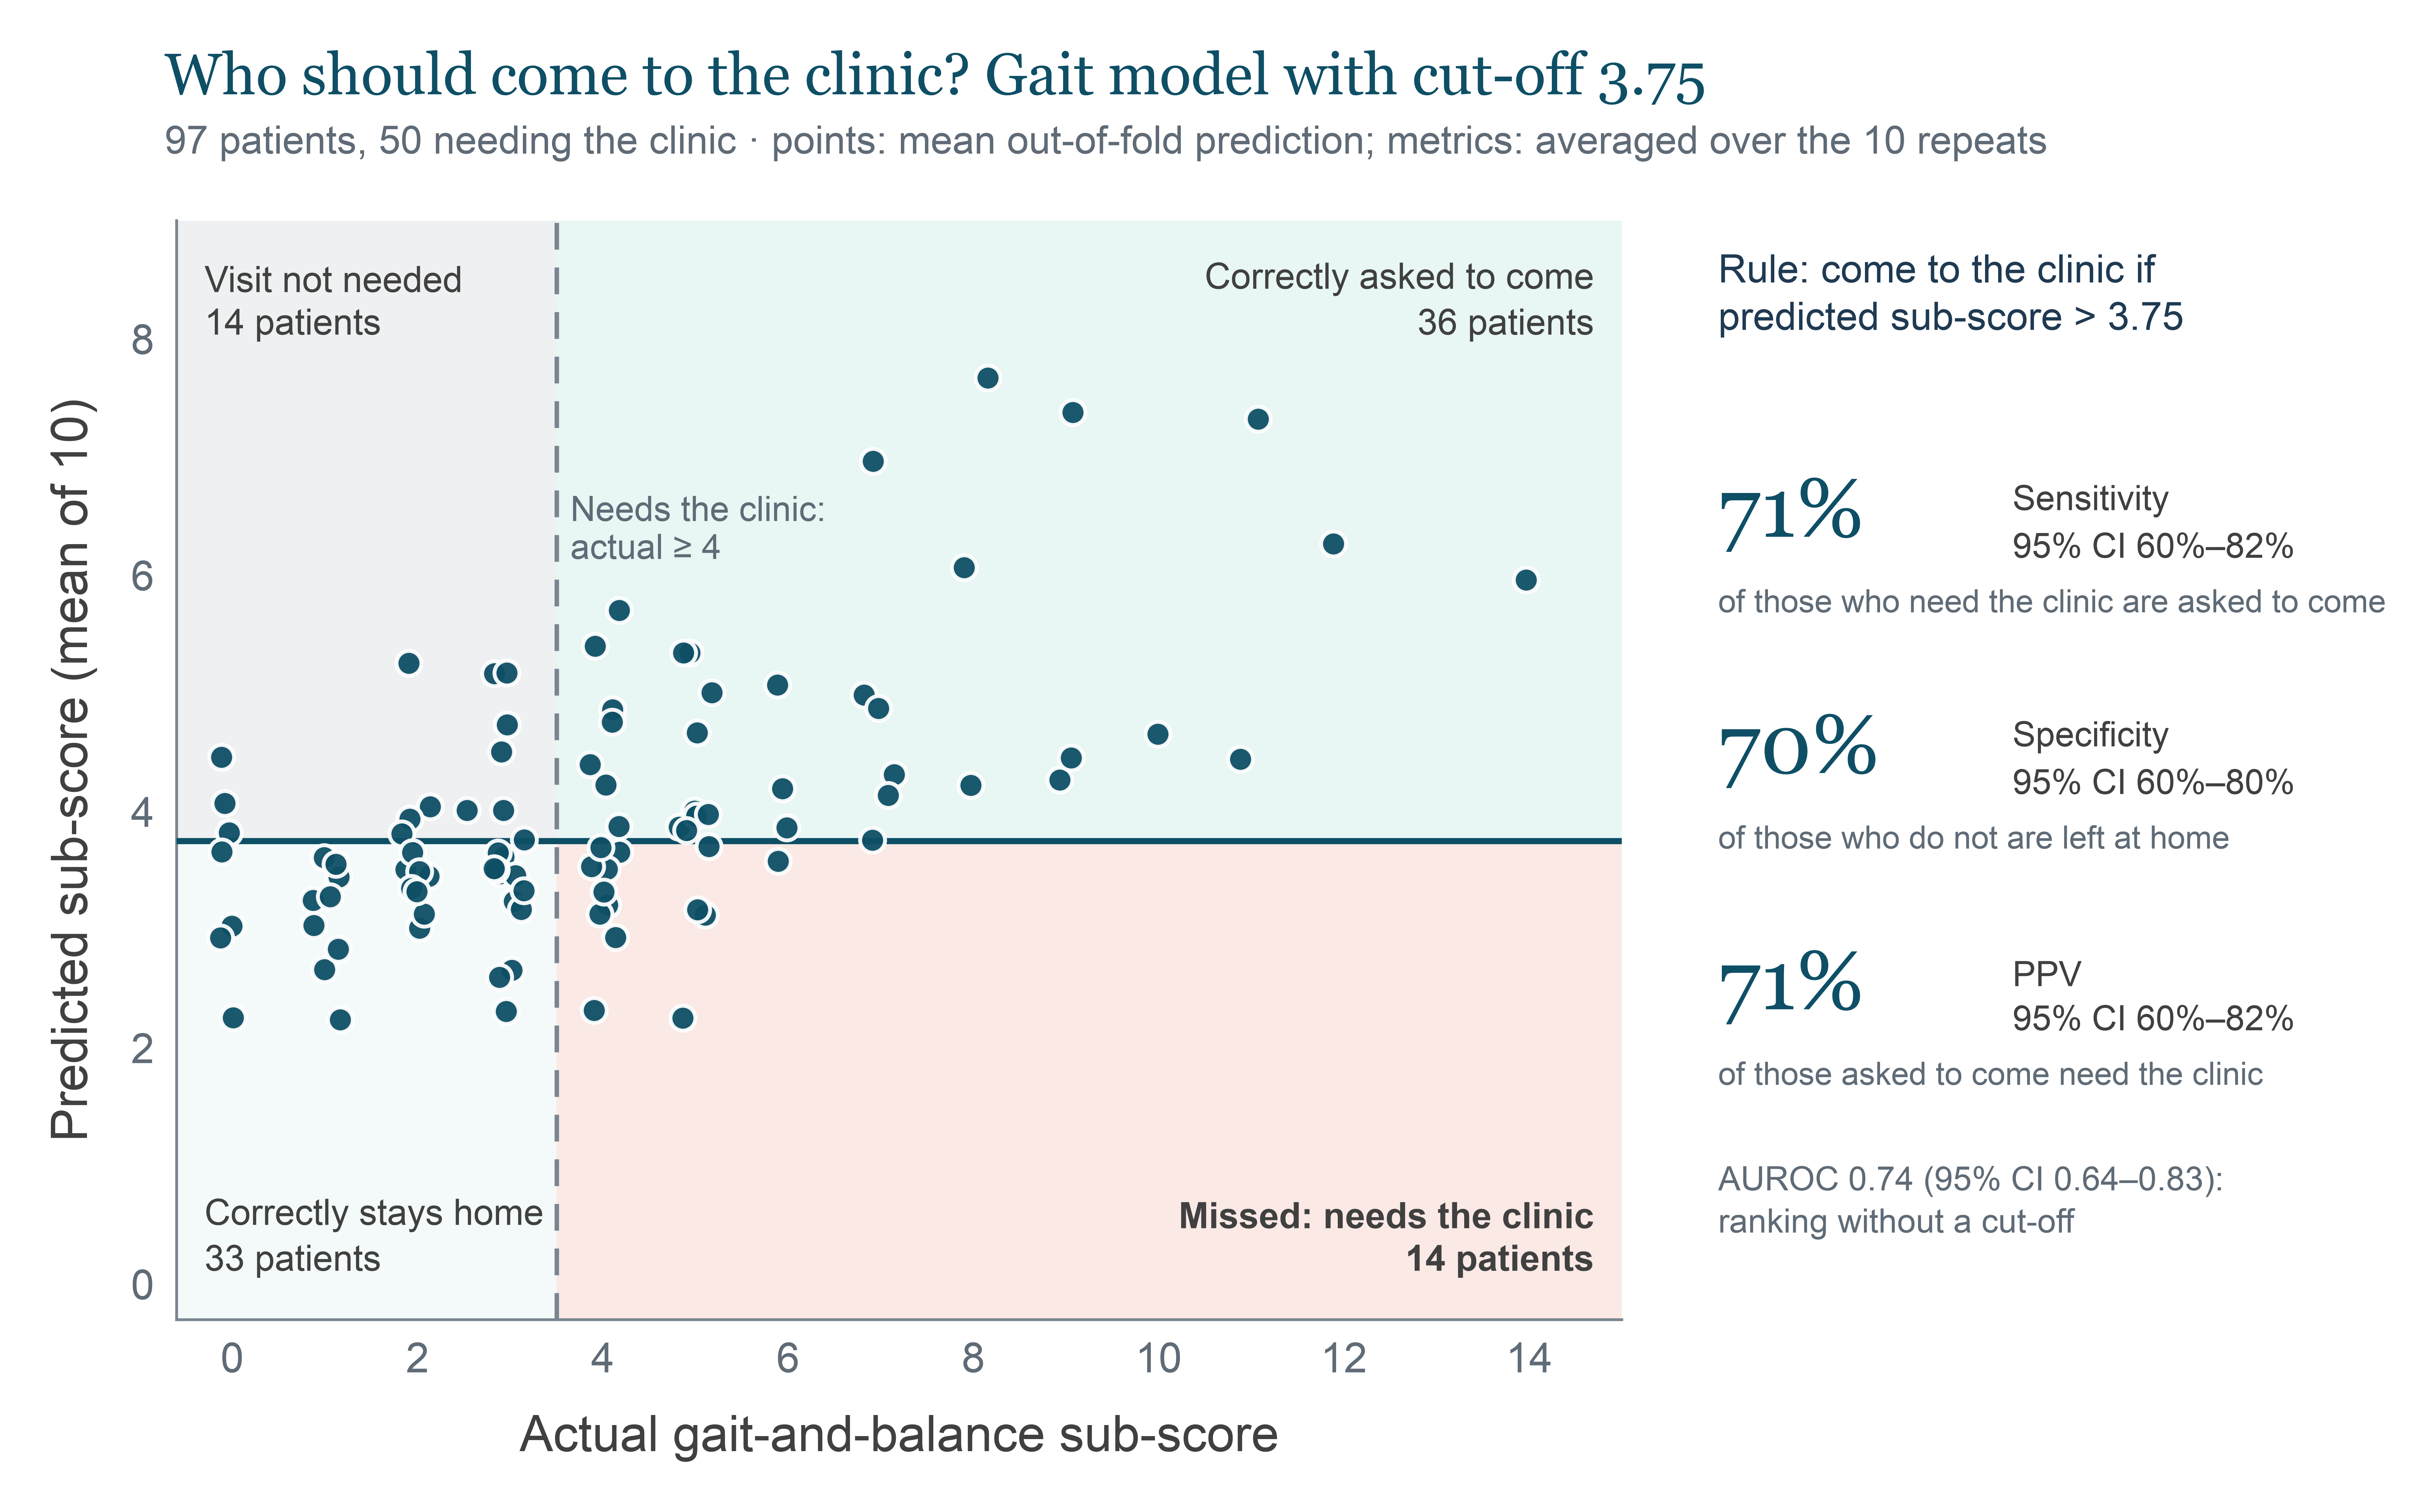 Who should come to the clinic? Gait model with cut-off 3.75
97 patients, 50 needing the clinic · points: mean out-of-fold prediction; metrics: averaged over the 10 repeats
Visit not needed
14 patients
Correctly asked to come
36 patients
Needs the clinic:
actual ≥ 4
Correctly stays home
33 patients
Missed: needs the clinic
14 patients
Predicted sub-score (mean of 10)
8
6
4
2
0
0 2 4 6 8 10 12 14
Actual gait-and-balance sub-score
Rule: come to the clinic if
predicted sub-score > 3.75
71%
Sensitivity
95% CI 60%–82%
of those who need the clinic are asked to come
70%
Specificity
95% CI 60%–80%
of those who do not are left at home
71%
PPV
95% CI 60%–82%
of those asked to come need the clinic
AUROC 0.74 (95% CI 0.64–0.83):
ranking without a cut-off